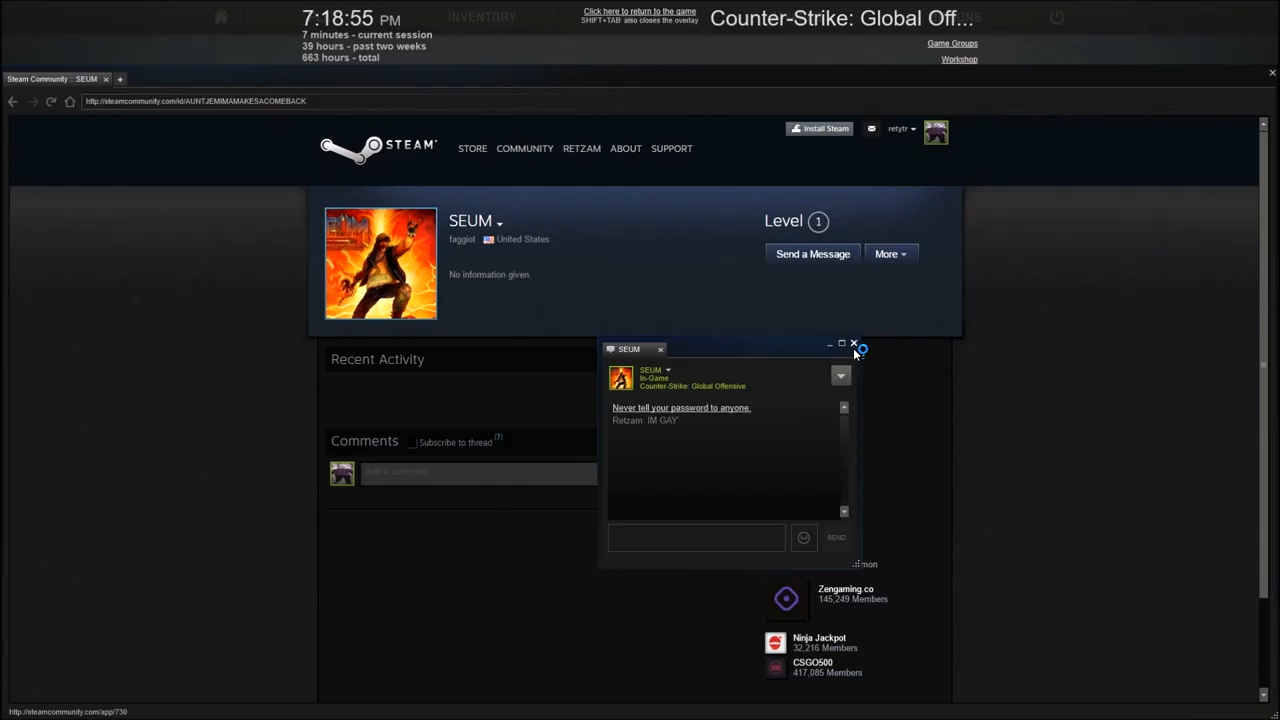 INVENTORY
7:18:55 PM
7 minutes - current session
39 hours - past two weeks
663 hours - total
Click here to return to the game
SHIFT+TAB also closes the overlay
Counter-Strike: Global Off...
Game Groups
Workshop
Steam Community :: SEUM
http://steamcommunity.com/id/AUNTJEMIMAMAKESACOMEBACK
Install Steam
retytr
STEAM
STORE COMMUNITY RETZAM ABOUT SUPPORT
SEUM
faggiot United States
No information given.
Level 1
Send a Message
More
Recent Activity
Comments Subscribe to thread [?]
Add a comment
SEUM
SEUM
In-Game
Counter-Strike: Global Offensive
Never tell your password to anyone.
Retzam: IM GAY'
SEND
mon
Zengaming.co
145,249 Members
Ninja Jackpot
32,216 Members
CSGO500
417,085 Members
http://steamcommunity.com/app/730